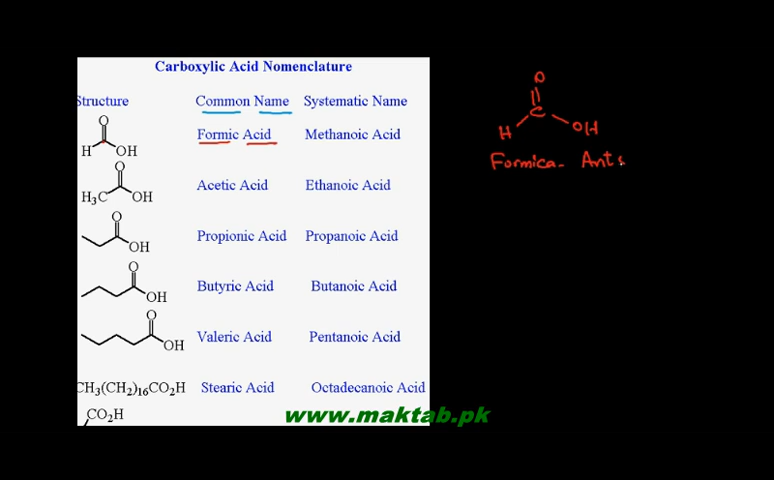 Carboxylic Acid Nomenclature
Structure Common Name Systematic Name
O
H OH Formic Acid Methanoic Acid
O
H3C OH Acetic Acid Ethanoic Acid
O
OH Propionic Acid Propanoic Acid
O
OH Butyric Acid Butanoic Acid
O
OH Valeric Acid Pentanoic Acid
CH3(CH2)16CO2H Stearic Acid Octadecanoic Acid
CO2H
www.maktab.pk
O
C
H OH
Formica- Ants